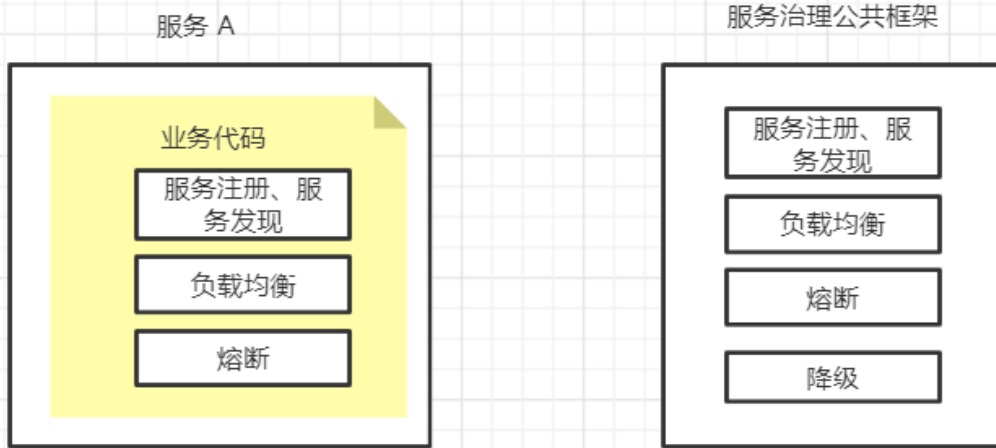 服务 A
业务代码
服务注册、服
务发现
负载均衡
熔断
服务治理公共框架
服务注册、服
务发现
负载均衡
熔断
降级